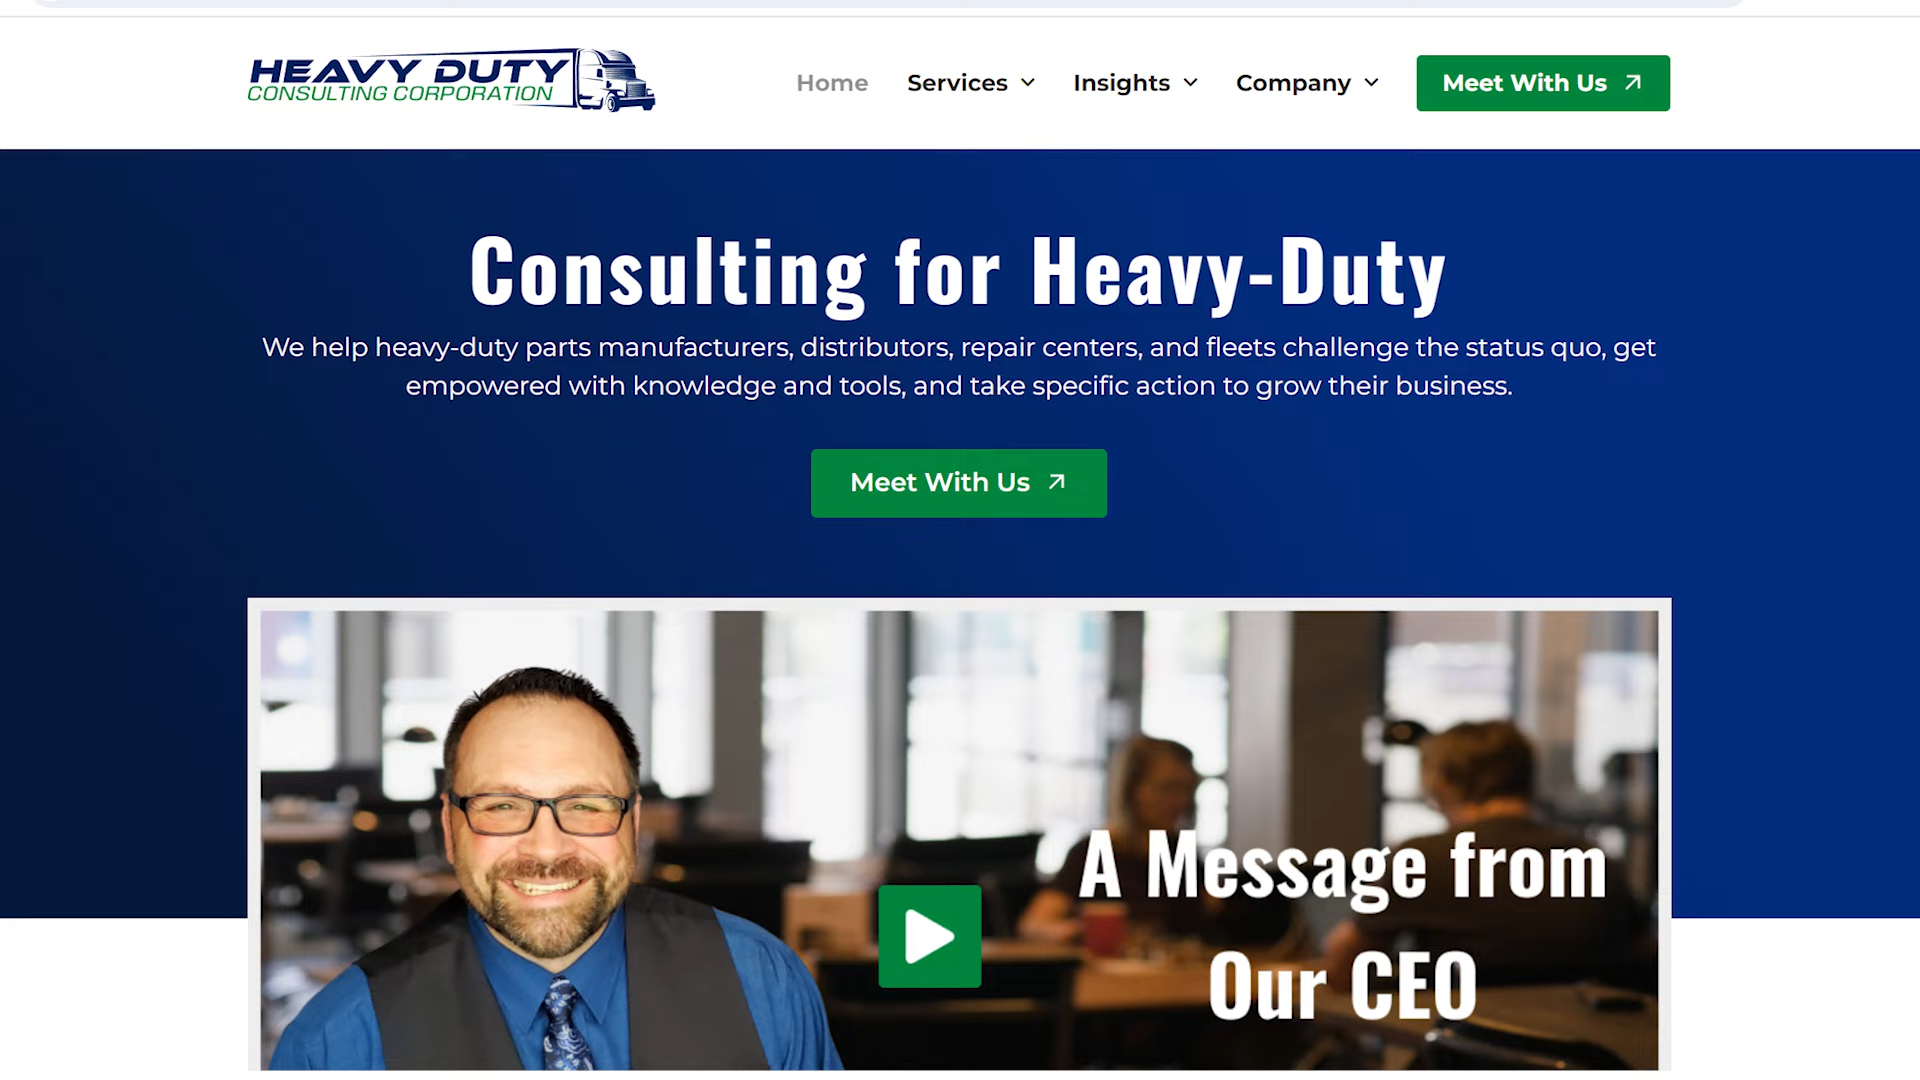 HEAVY DUTY
CONSULTING CORPORATION
Home
Services
Insights
Company
Meet With Us
Consulting for Heavy-Duty
We help heavy-duty parts manufacturers, distributors, repair centers, and fleets challenge the status quo, get
empowered with knowledge and tools, and take specific action to grow their business.
Meet With Us
A Message from
Our CEO